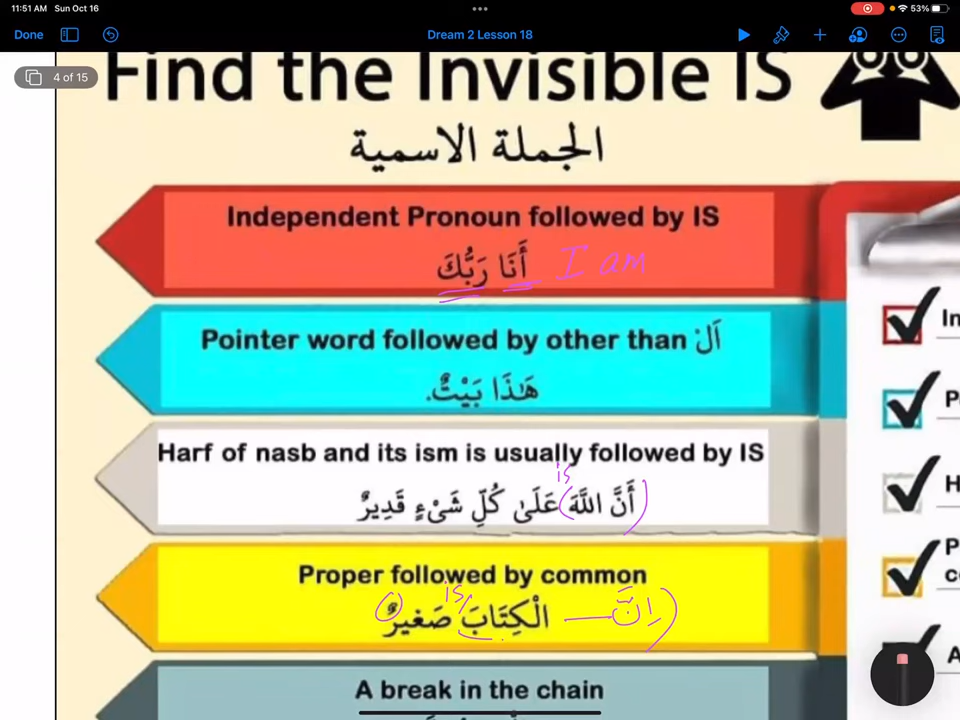 11:51 AM Sun Oct 16
53%
Done
Dream 2 Lesson 18
4 of 15
Find the Invisible IS
الجملة الاسمية
Independent Pronoun followed by IS
أَنَا رَبُّكَ I am
Pointer word followed by other than اَلْ
هَٰذَا بَيْتٌ.
Harf of nasb and its ism is usually followed by IS
is
أَنَّ اللَّهَ عَلَىٰ كُلِّ شَىْءٍ قَدِيرٌ
Proper followed by common
is
اِنَّ الْكِتَابَ صَغيرٌ
A break in the chain
In
P
H
P
co
A